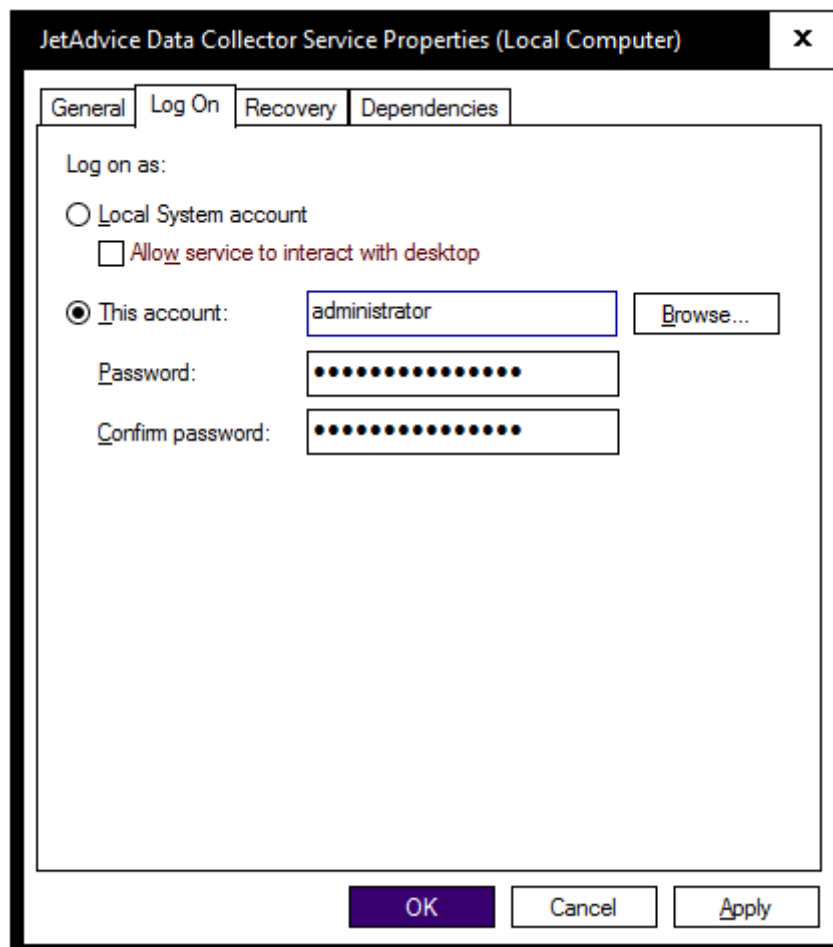 JetAdvice Data Collector Service Properties (Local Computer) x
General Log On Recovery Dependencies
Log on as:
Local System account
Allow service to interact with desktop
This account: administrator Browse...
Password: •••••••••••••••
Confirm password: •••••••••••••••
OK Cancel Apply